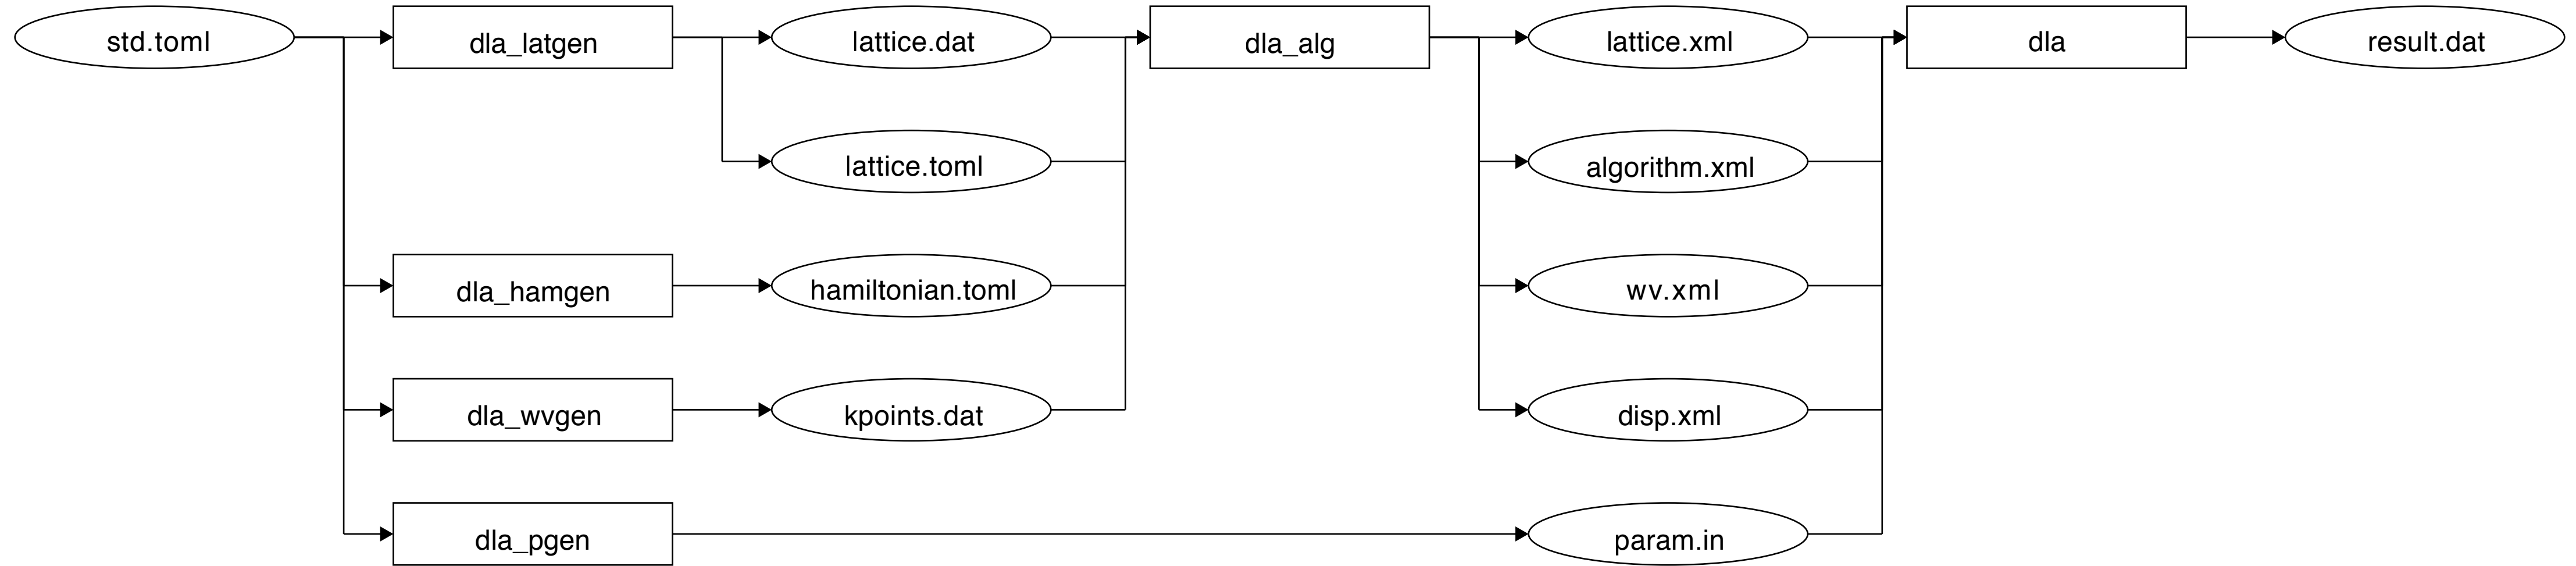 std.toml
dla_latgen
lattice.dat
dla_alg
lattice.xml
dla
result.dat
lattice.toml
algorithm.xml
dla_hamgen
hamiltonian.toml
wv.xml
dla_wvgen
kpoints.dat
disp.xml
dla_pgen
param.in